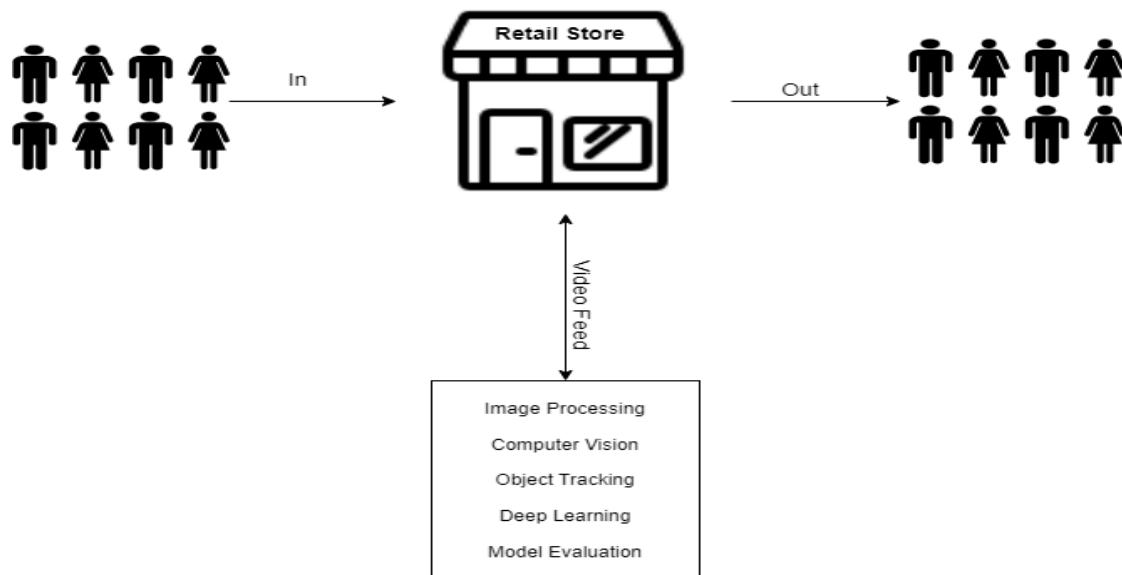 Retail Store
In
Out
Video Feed
Image Processing
Computer Vision
Object Tracking
Deep Learning
Model Evaluation